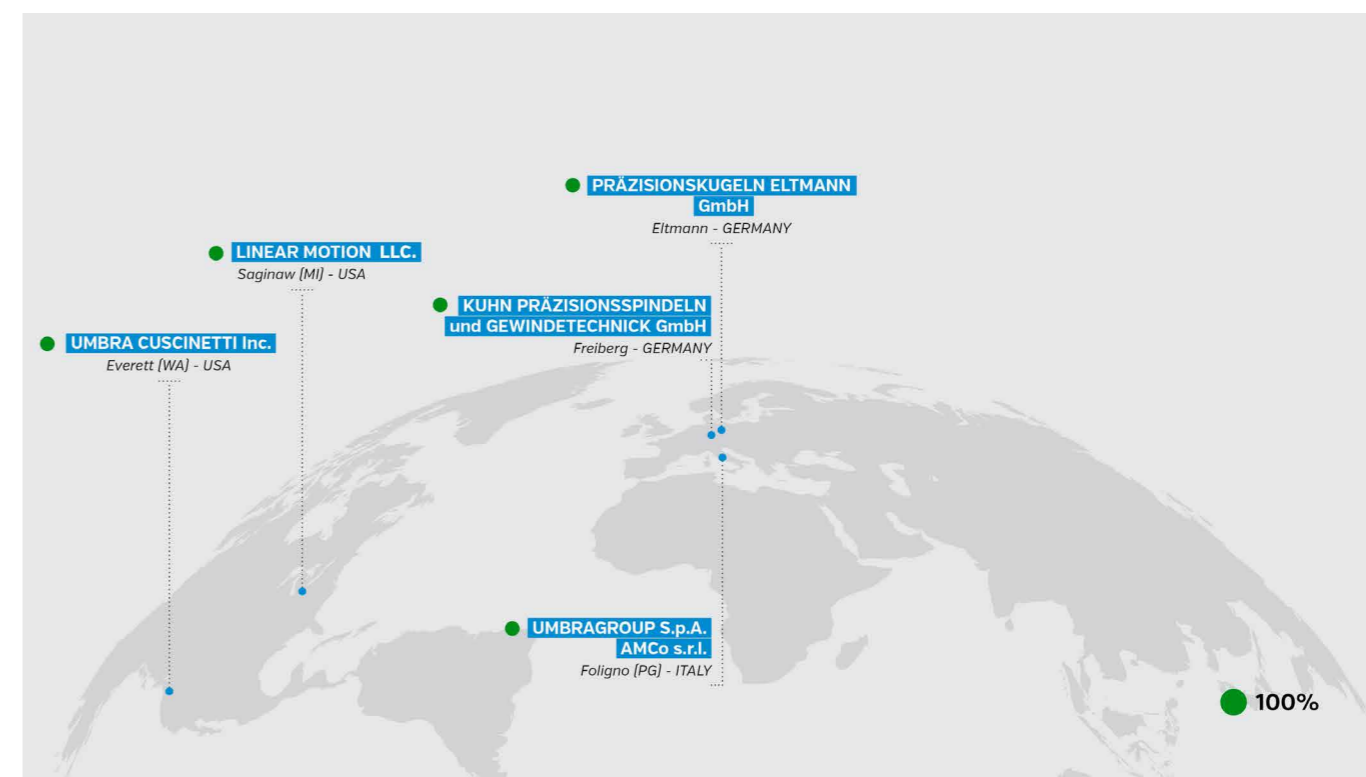 PRÄZISIONSKUGELN ELTMANN
GmbH
Eltmann - GERMANY
LINEAR MOTION LLC.
Saginaw (MI) - USA
KUHN PRÄZISIONSSPINDELN
und GEWINDETECHNICK GmbH
Freiberg - GERMANY
UMBRA CUSCINETTI Inc.
Everett (WA) - USA
UMBRAGROUP S.p.A.
AMCo s.r.l.
Foligno (PG) - ITALY
100%